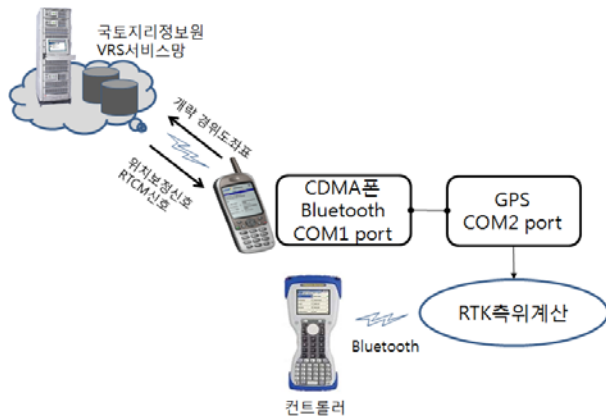 국토지리정보원
VRS서비스망
개략 경위도좌표
위치보정신호
RTCM신호
CDMA폰
Bluetooth
COM1 port
GPS
COM2 port
RTK측위계산
Bluetooth
컨트롤러